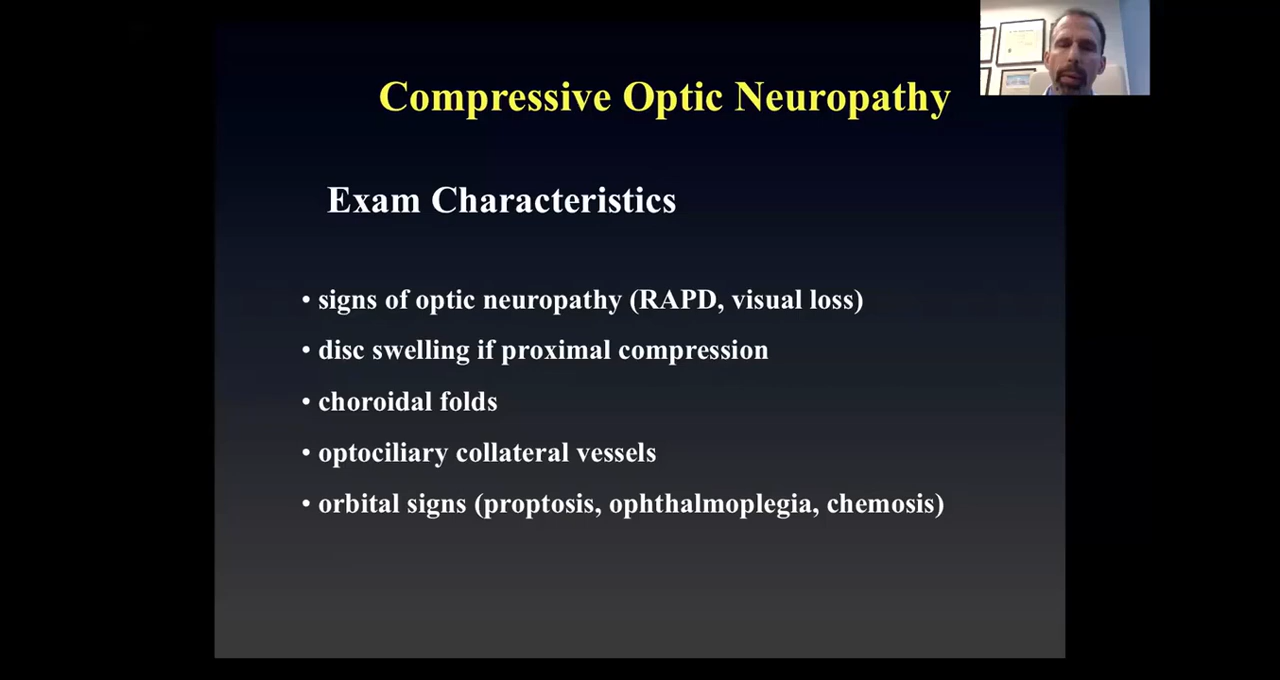 Compressive Optic Neuropathy
Exam Characteristics
• signs of optic neuropathy (RAPD, visual loss)
• disc swelling if proximal compression
• choroidal folds
• optociliary collateral vessels
• orbital signs (proptosis, ophthalmoplegia, chemosis)